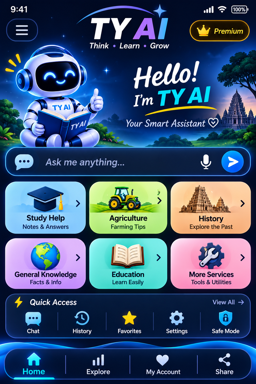 9:41
100%
TY AI
Think • Learn • Grow
Premium
Hello!
I'm TY AI
Your Smart Assistant
TY AI
TY AI
Ask me anything...
Study Help
Notes & Answers
Agriculture
Farming Tips
History
Explore the Past
General Knowledge
Facts & Info
Education
Learn Easily
More Services
Tools & Utilities
Quick Access
View All
Chat
History
Favorites
Settings
Safe Mode
Home
Explore
My Account
Share